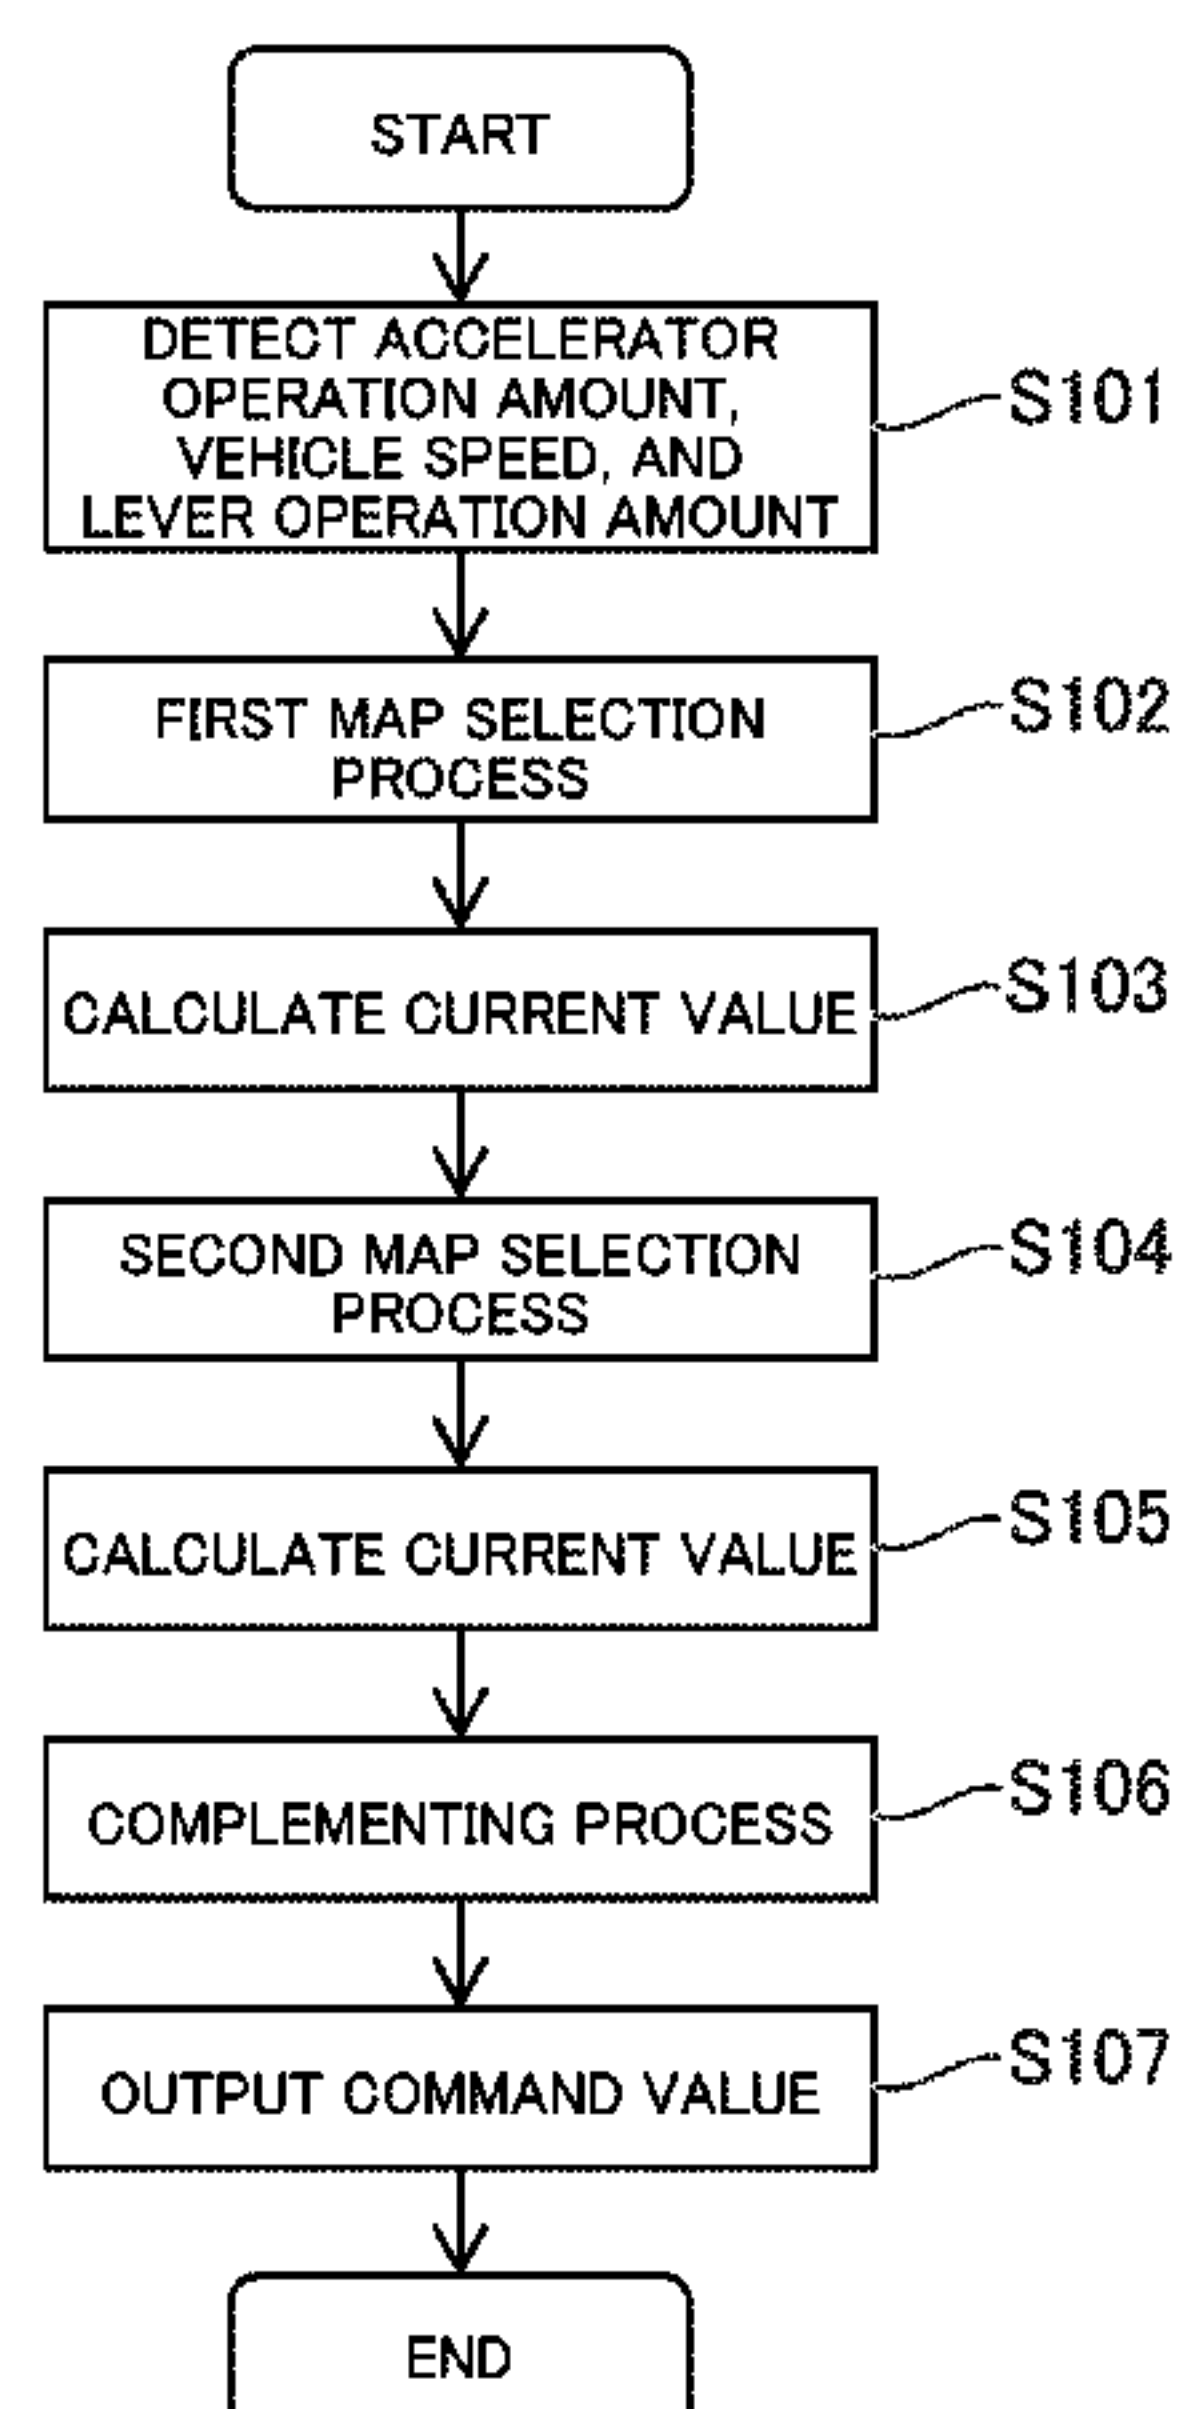 START
DETECT ACCELERATOR
OPERATION AMOUNT,
VEHICLE SPEED, AND
LEVER OPERATION AMOUNT
S101
FIRST MAP SELECTION
PROCESS
S102
CALCULATE CURRENT VALUE
S103
SECOND MAP SELECTION
PROCESS
S104
CALCULATE CURRENT VALUE
S105
COMPLEMENTING PROCESS
S106
OUTPUT COMMAND VALUE
S107
END